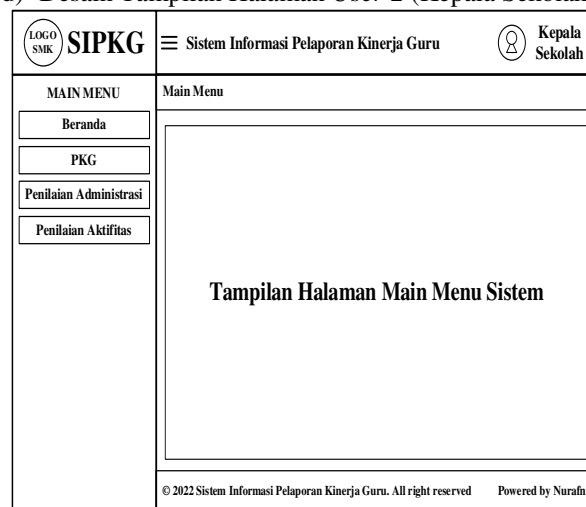 d) Desain Tampilan Halaman User 2 (Kepala Sekolah
LOGO
SMK
SIPKG
Sistem Informasi Pelaporan Kinerja Guru
Kepala
Sekolah
MAIN MENU
Main Menu
Beranda
PKG
Penilaian Administrasi
Penilaian Aktifitas
Tampilan Halaman Main Menu Sistem
© 2022 Sistem Informasi Pelaporan Kinerja Guru. All right reserved
Powered by